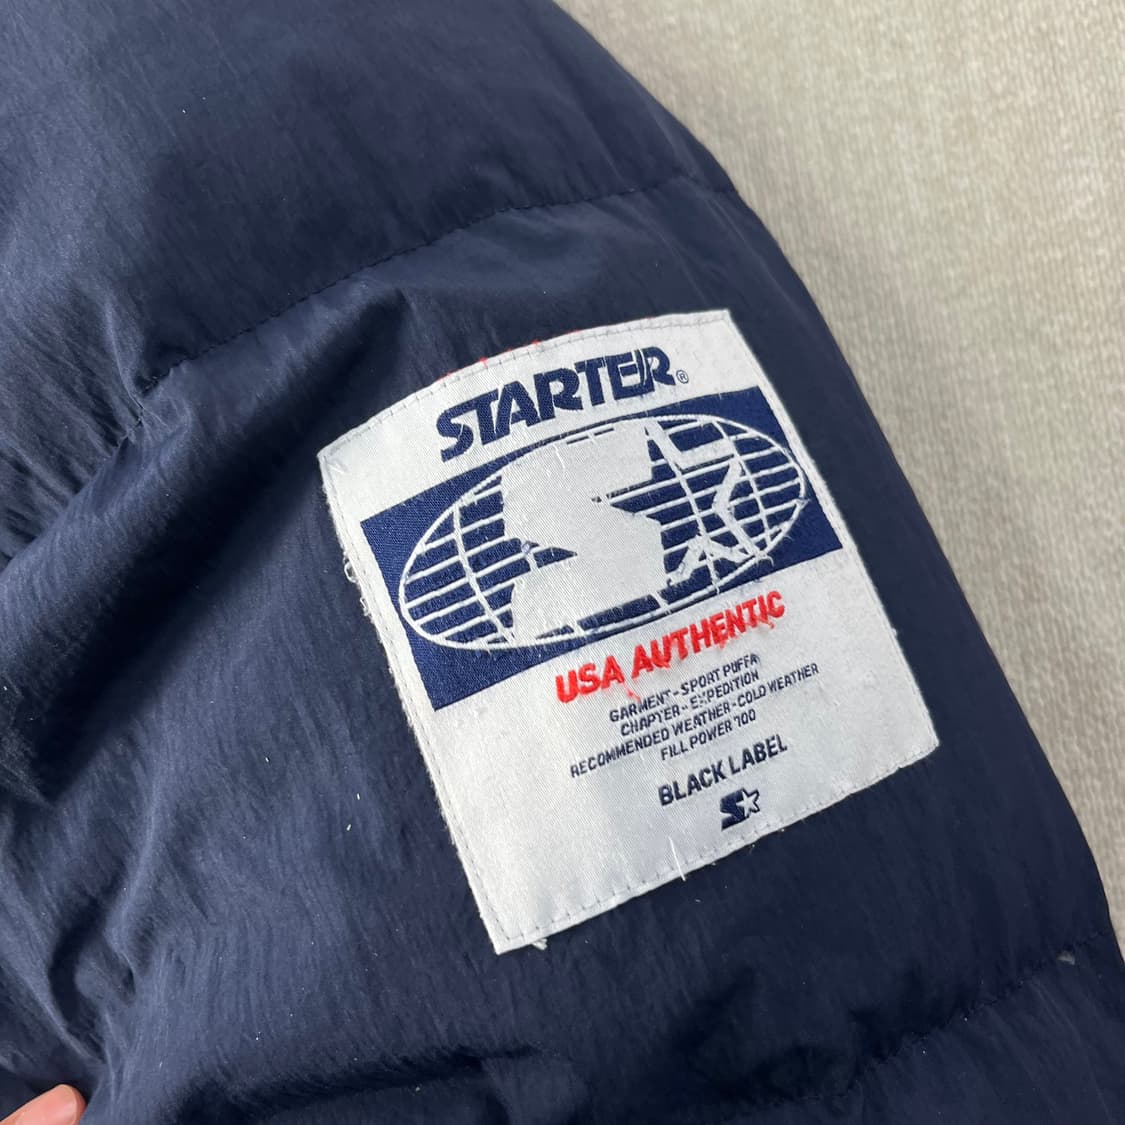 STARTER®
USA AUTHENTIC
GARMENT-SPORT PUFFA
CHAPTER-EXPEDITION
RECOMMENDED WEATHER-COLD WEATHER
FILL POWER 700
BLACK LABEL